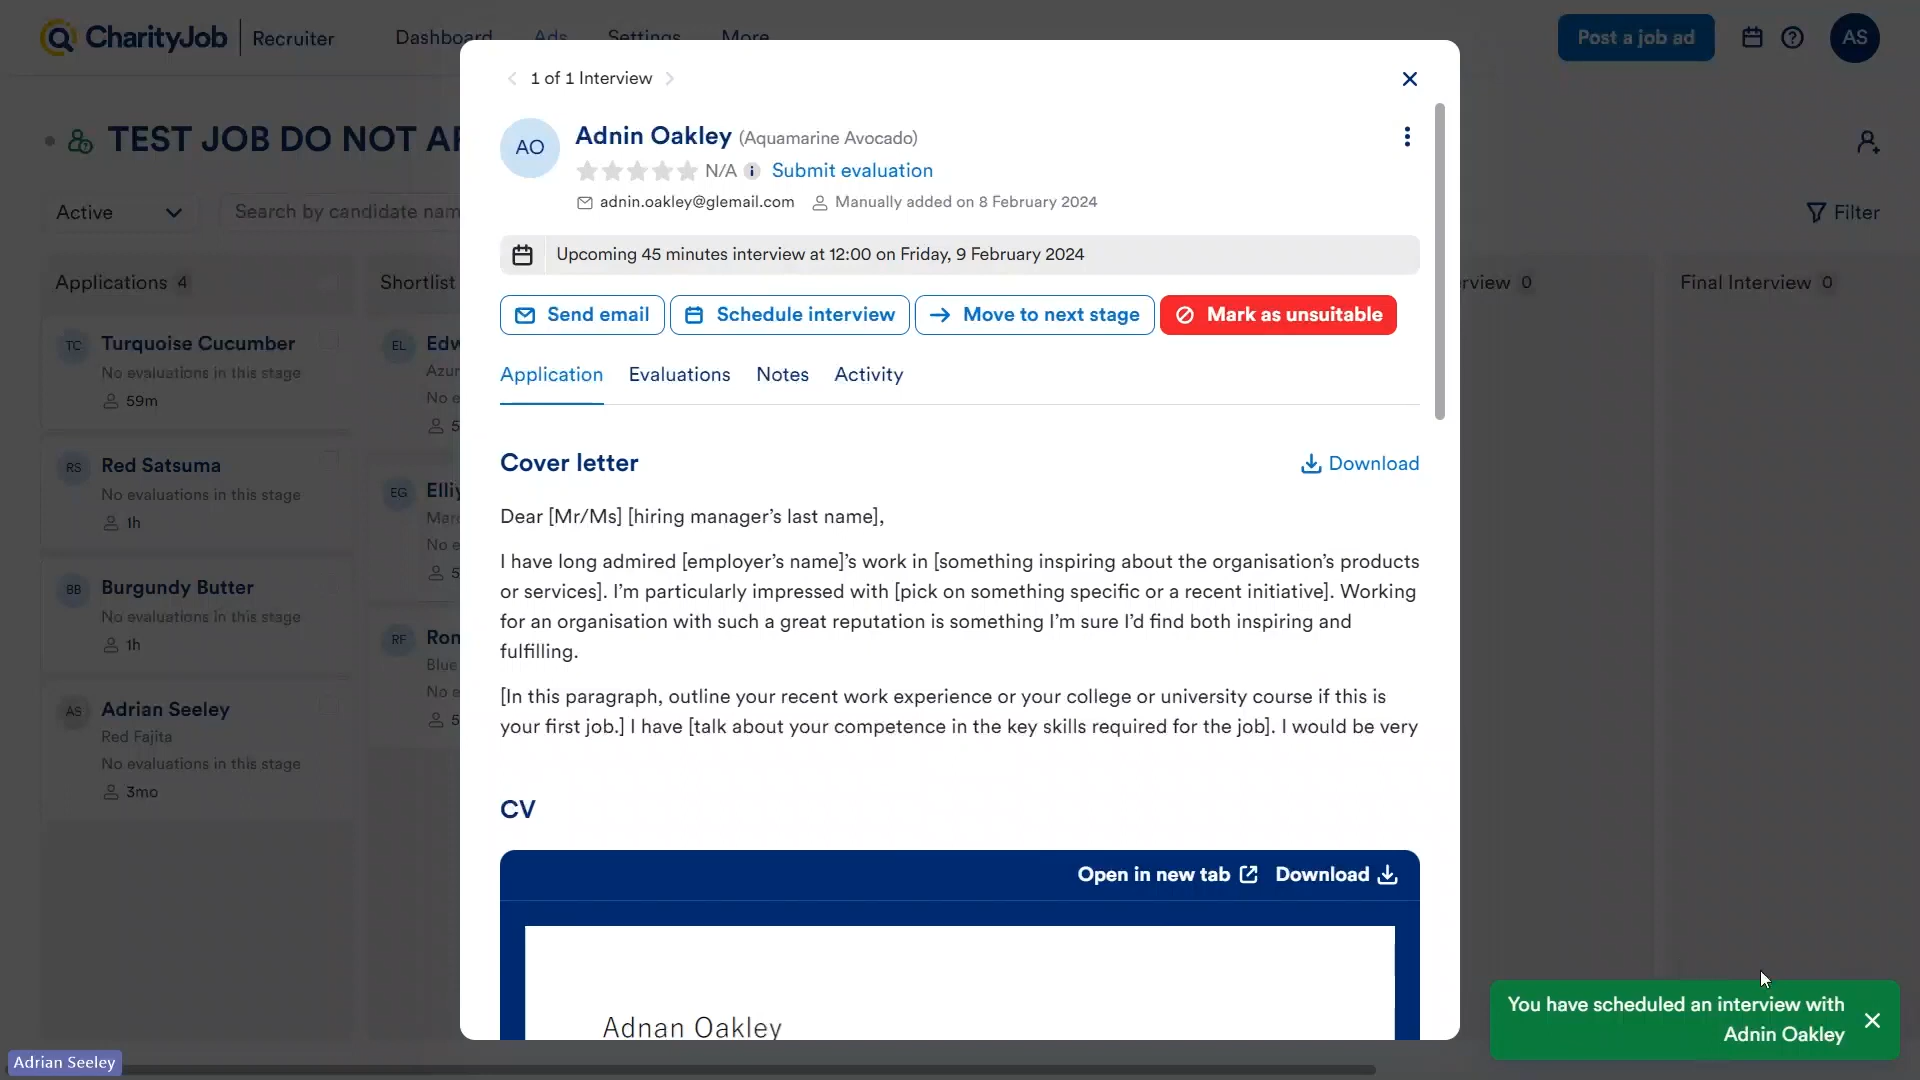 CharityJob
Recruiter
Dashboard
Ads
Settings
More
Post a job ad
AS
1 of 1 Interview
TEST JOB DO NOT
AO
Adnin Oakley (Aquamarine Avocado)
N/A
Submit evaluation
adnin.oakley@glemail.com
Manually added on 8 February 2024
Active
Search by candidate nam
Filter
Upcoming 45 minutes interview at 12:00 on Friday, 9 February 2024
Applications 4
Shortlist
rview 0
Final Interview 0
Send email
Schedule interview
Move to next stage
Mark as unsuitable
TC
Turquoise Cucumber
No evaluations in this stage
59m
EL
Edw
Azur
No e
5
Application
Evaluations
Notes
Activity
RS
Red Satsuma
No evaluations in this stage
1h
EG
Elliy
Marc
No e
5
Cover letter
Download
Dear [Mr/Ms] [hiring manager’s last name],
I have long admired [employer’s name]’s work in [something inspiring about the organisation’s products
or services]. I’m particularly impressed with [pick on something specific or a recent initiative]. Working
for an organisation with such a great reputation is something I’m sure I’d find both inspiring and
fulfilling.
[In this paragraph, outline your recent work experience or your college or university course if this is
your first job.] I have [talk about your competence in the key skills required for the job]. I would be very
BB
Burgundy Butter
No evaluations in this stage
1h
RF
Ron
Blue
No e
5
AS
Adrian Seeley
Red Fajita
No evaluations in this stage
3mo
CV
Open in new tab
Download
Adnan Oakley
You have scheduled an interview with
Adnin Oakley
Adrian Seeley